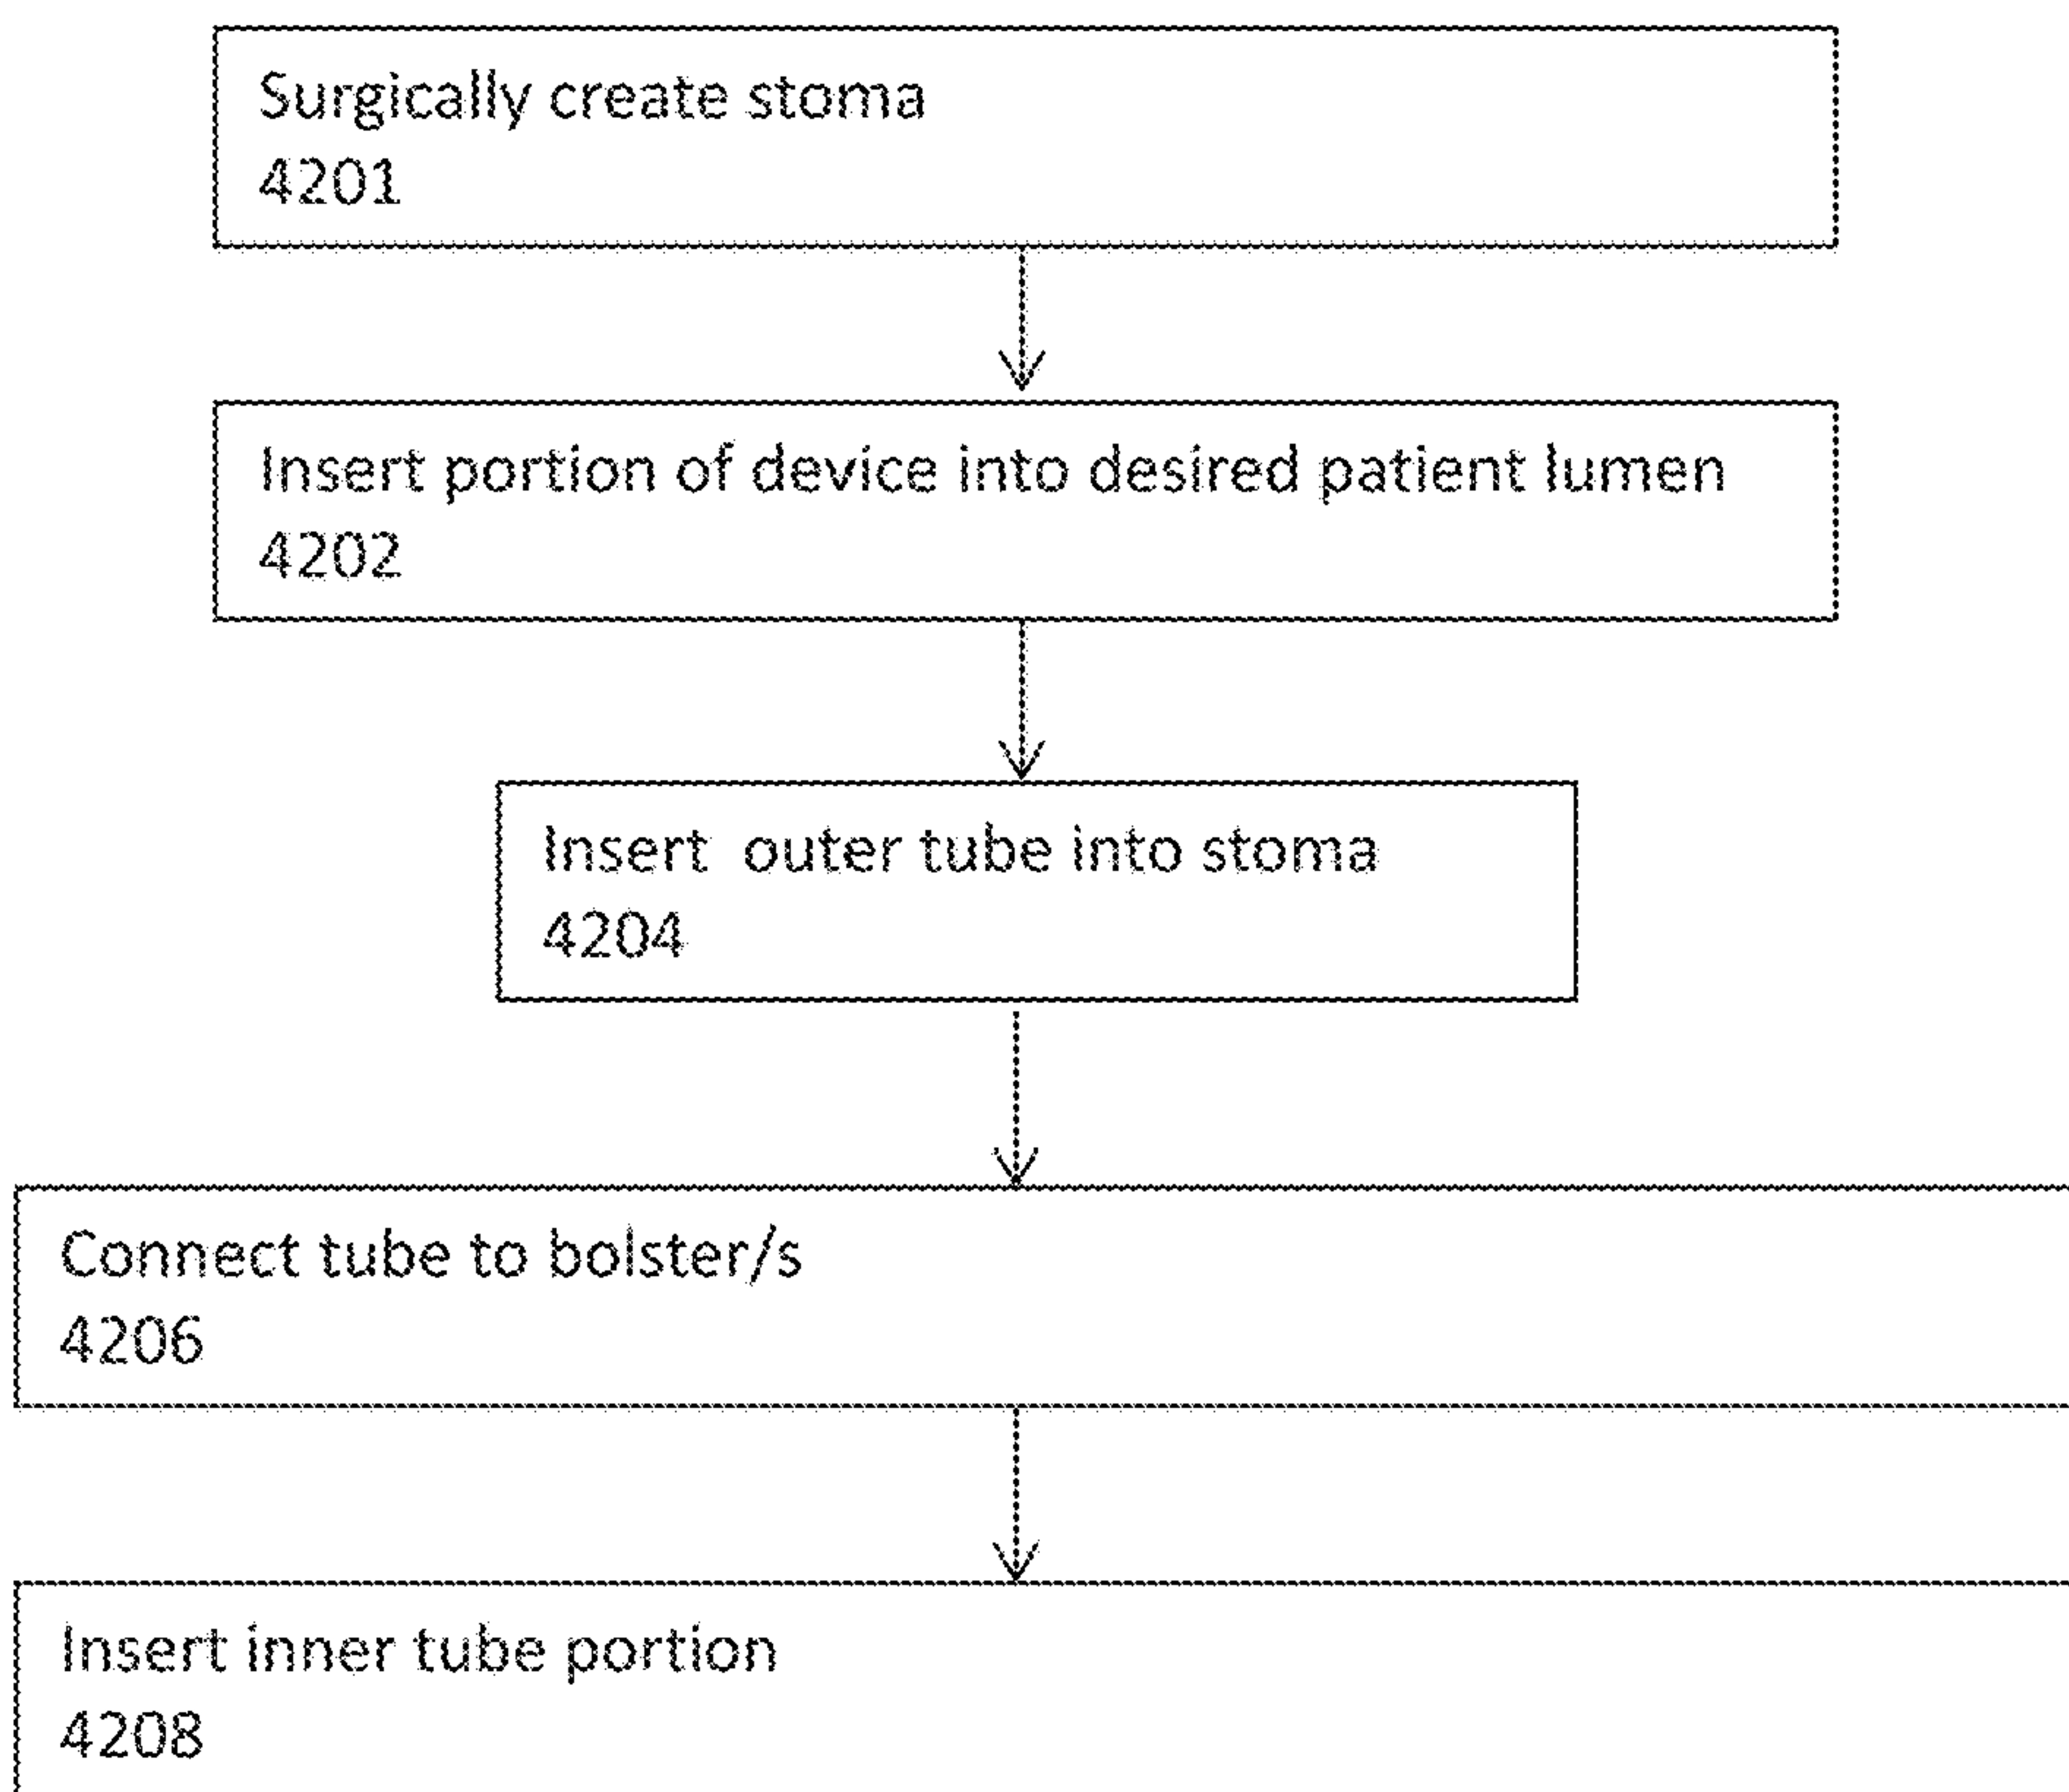 Surgically create stoma
4201
Insert portion of device into desired patient lumen
4202
Insert outer tube into stoma
4204
Connect tube to bolster/s
4206
Insert inner tube portion
4208